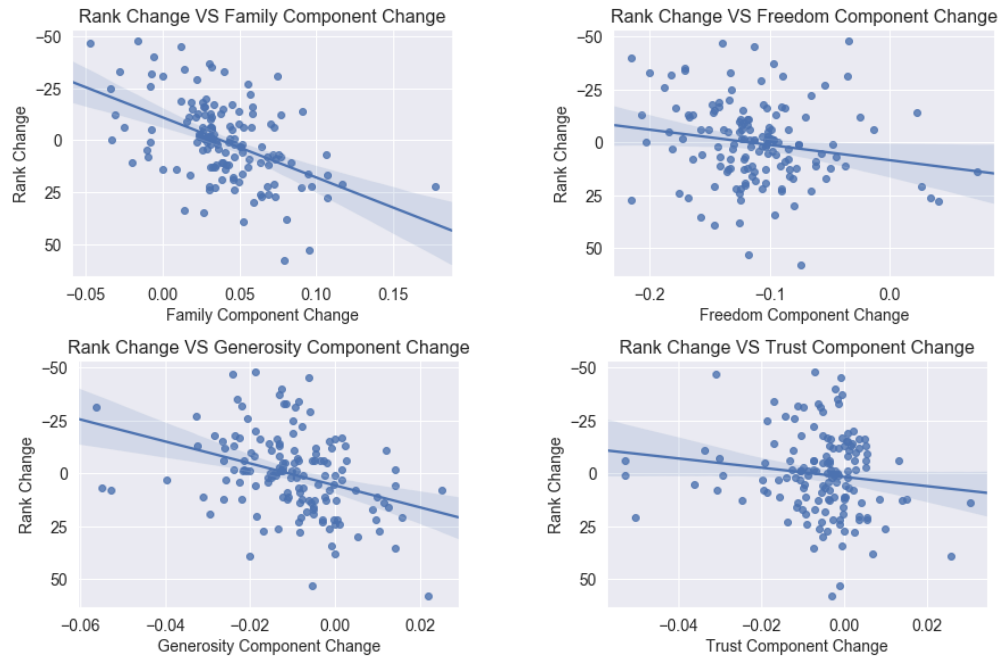 Rank Change VS Family Component Change
−50
−25
0
25
50
Rank Change
−0.05 0.00 0.05 0.10 0.15
Family Component Change
Rank Change VS Freedom Component Change
−50
−25
0
25
50
Rank Change
−0.2 −0.1 0.0
Freedom Component Change
Rank Change VS Generosity Component Change
−50
−25
0
25
50
Rank Change
−0.06 −0.04 −0.02 0.00 0.02
Generosity Component Change
Rank Change VS Trust Component Change
−50
−25
0
25
50
Rank Change
−0.04 −0.02 0.00 0.02
Trust Component Change